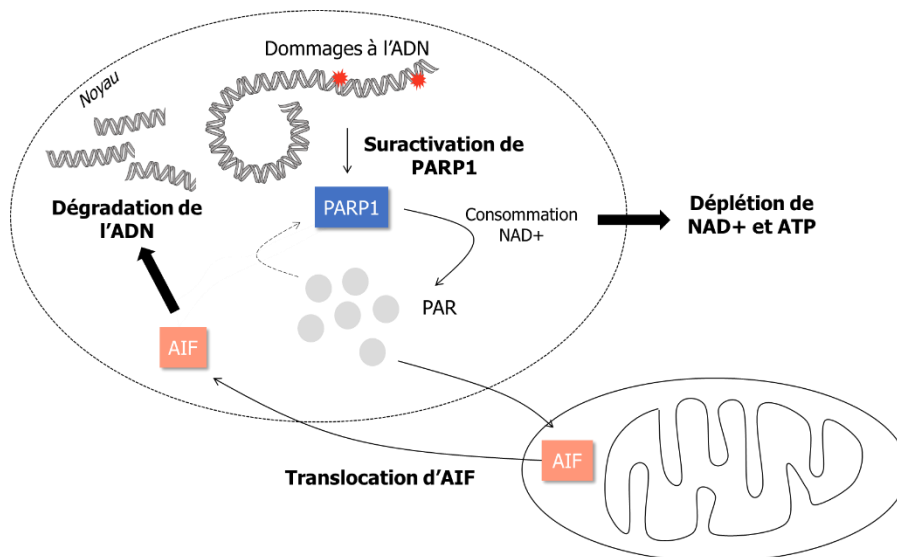 Dommages à l'ADN
Noyau
Suractivation de
PARP1
PARP1
Dégradation de
l'ADN
Consommation
NAD+
Déplétion de
NAD+ et ATP
PAR
AIF
AIF
Translocation d'AIF